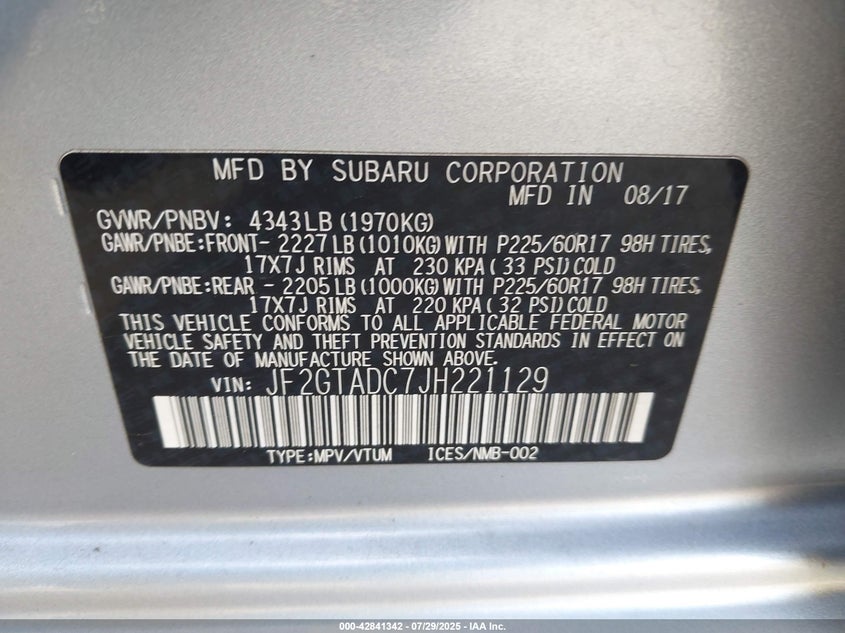 MFD BY SUBARU CORPORATION
MFD IN 08/17
GVWR/PNBV: 4343LB (1970KG)
GAWR/PNBE:FRONT- 2227 LB (1010KG) WITH P225/60R17 98H TIRES,
17X7J RIMS AT 230 KPA ( 33 PSI) COLD
GAWR/PNBE:REAR - 2205 LB (1000KG) WITH P225/60R17 98H TIRES,
17X7J RIMS AT 220 KPA ( 32 PSI) COLD
THIS VEHICLE CONFORMS TO ALL APPLICABLE FEDERAL MOTOR
VEHICLE SAFETY AND THEFT PREVENTION STANDARDS IN EFFECT ON
THE DATE OF MANUFACTURE SHOWN ABOVE.
VIN: JF2GTADC7JH221129
TYPE:MPV/VTUM ICES/NMB-002
000-42841342 / 07/29/2025 - IAA Inc.